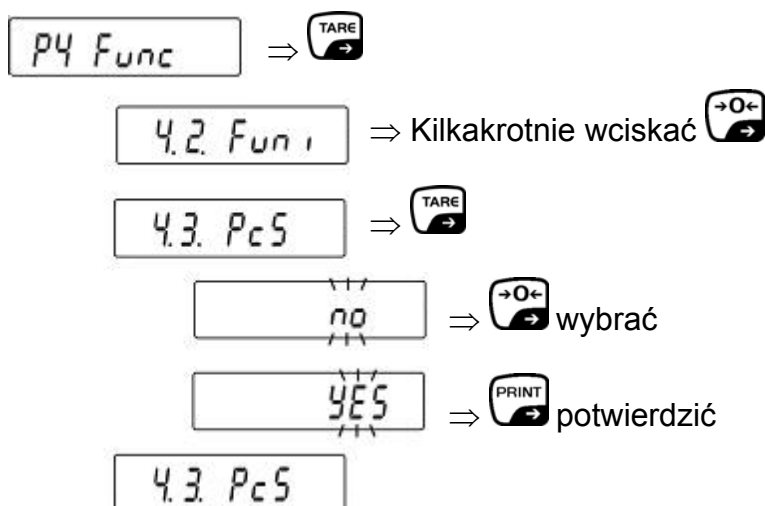 P4 Func ⇒ TARE
4.2. Fun i ⇒ Kilkakrotnie wciskać →0←
4.3. PcS ⇒ TARE
no ⇒ →0← wybrać
YES ⇒ PRINT potwierdzić
4.3. PcS